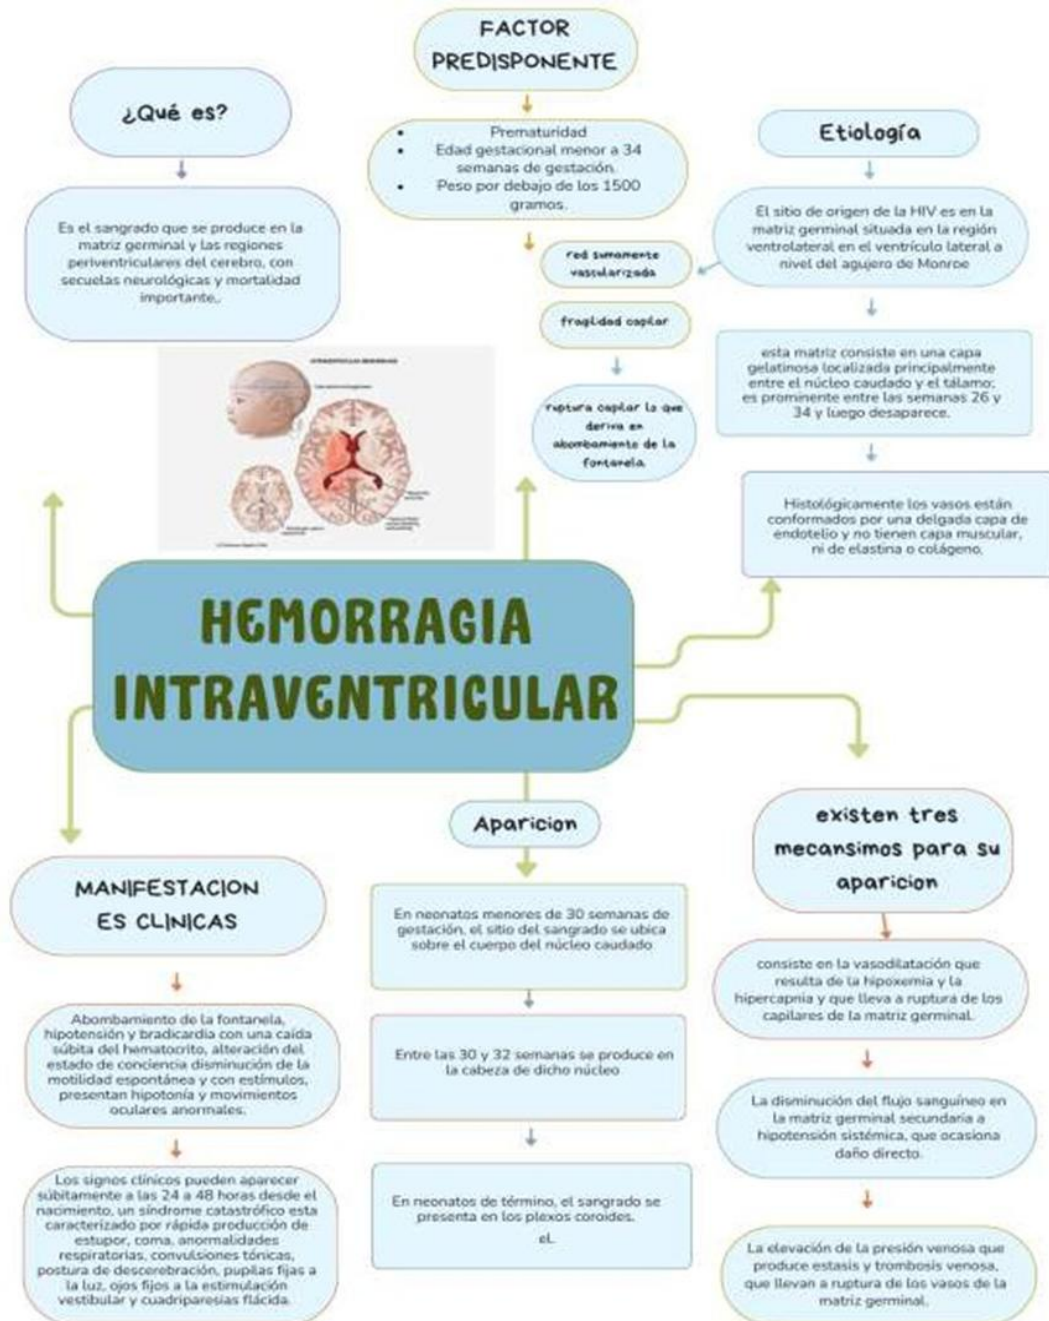 FACTOR
PREDISPONENTE
• Prematuridad
• Edad gestacional menor a 34
semanas de gestación.
• Peso por debajo de los 1500
gramos.
red sumamente
vascularizada
fraglidad capilar
ruptura capilar lo que
deriva en
abombamiento de la
fontanela
¿Qué es?
Es el sangrado que se produce en la
matriz germinal y las regiones
periventriculares del cerebro, con
secuelas neurológicas y mortalidad
importante..
Etiología
El sitio de origen de la HIV es en la
matriz germinal situada en la región
ventrolateral en el ventrículo lateral a
nivel del agujero de Monroe
esta matriz consiste en una capa
gelatinosa localizada principalmente
entre el núcleo caudado y el tálamo;
es prominente entre las semanas 26 y
34 y luego desaparece.
Histológicamente los vasos están
conformados por una delgada capa de
endotelio y no tienen capa muscular,
ni de elastina o colágeno,
HEMORRAGIA
INTRAVENTRICULAR
MANIFESTACION
ES CLINICAS
Abombamiento de la fontanela,
hipotensión y bradicardia con una caída
súbita del hematocrito, alteración del
estado de conciencia disminución de la
motilidad espontánea y con estímulos,
presentan hipotonía y movimientos
oculares anormales.
Los signos clínicos pueden aparecer
súbitamente a las 24 a 48 horas desde el
nacimiento, un síndrome catastrófico esta
caracterizado por rápida producción de
estupor, coma, anormalidades
respiratorias, convulsiones tónicas,
postura de descerebración, pupilas fijas a
la luz, ojos fijos a la estimulación
vestibular y cuadriparesias flácida.
Aparicion
En neonatos menores de 30 semanas de
gestación, el sitio del sangrado se ubica
sobre el cuerpo del núcleo caudado
Entre las 30 y 32 semanas se produce en
la cabeza de dicho núcleo
En neonatos de término, el sangrado se
presenta en los plexos coroides.
el.
existen tres
mecansimos para su
aparicion
consiste en la vasodilatación que
resulta de la hipoxemia y la
hipercapnia y que lleva a ruptura de los
capilares de la matriz germinal.
La disminución del flujo sanguíneo en
la matriz germinal secundaria a
hipotensión sistémica, que ocasiona
daño directo.
La elevación de la presión venosa que
produce estasis y trombosis venosa,
que llevan a ruptura de los vasos de la
matriz germinal.